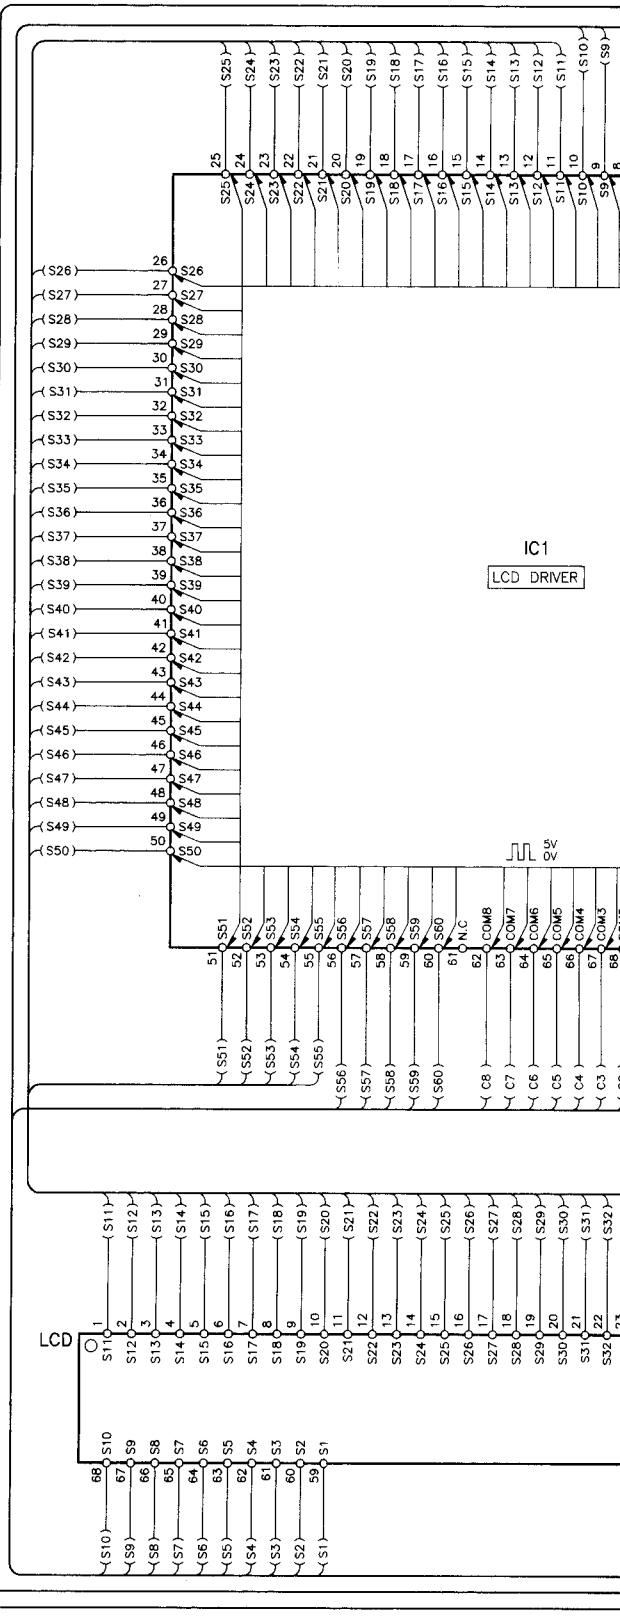 (S25) (S24) (S23) (S22) (S21) (S20) (S19) (S18) (S17) (S16) (S15) (S14) (S13) (S12) (S11) (S10) (S9)
25 24 23 22 21 20 19 18 17 16 15 14 13 12 11 10 9 8
S25 S24 S23 S22 S21 S20 S19 S18 S17 S16 S15 S14 S13 S12 S11 S10 S9
(S26) 26 S26
(S27) 27 S27
(S28) 28 S28
(S29) 29 S29
(S30) 30 S30
(S31) 31 S31
(S32) 32 S32
(S33) 33 S33
(S34) 34 S34
(S35) 35 S35
(S36) 36 S36
(S37) 37 S37
(S38) 38 S38
(S39) 39 S39
(S40) 40 S40
(S41) 41 S41
(S42) 42 S42
(S43) 43 S43
(S44) 44 S44
(S45) 45 S45
(S46) 46 S46
(S47) 47 S47
(S48) 48 S48
(S49) 49 S49
(S50) 50 S50
IC1
LCD DRIVER
5V
0V
S51 S52 S53 S54 S55 S56 S57 S58 S59 S60 N.C COM8 COM7 COM6 COM5 COM4 COM3
51 52 53 54 55 56 57 58 59 60 61 62 63 64 65 66 67 68
(S51) (S52) (S53) (S54) (S55) (S56) (S57) (S58) (S59) (S60) (C8) (C7) (C6) (C5) (C4) (C3)
(S11) (S12) (S13) (S14) (S15) (S16) (S17) (S18) (S19) (S20) (S21) (S22) (S23) (S24) (S25) (S26) (S27) (S28) (S29) (S30) (S31) (S32)
1 2 3 4 5 6 7 8 9 10 11 12 13 14 15 16 17 18 19 20 21 22 23
LCD
S11 S12 S13 S14 S15 S16 S17 S18 S19 S20 S21 S22 S23 S24 S25 S26 S27 S28 S29 S30 S31 S32
S10 S9 S8 S7 S6 S5 S4 S3 S2 S1
68 67 66 65 64 63 62 61 60 59
(S10) (S9) (S8) (S7) (S6) (S5) (S4) (S3) (S2) (S1)